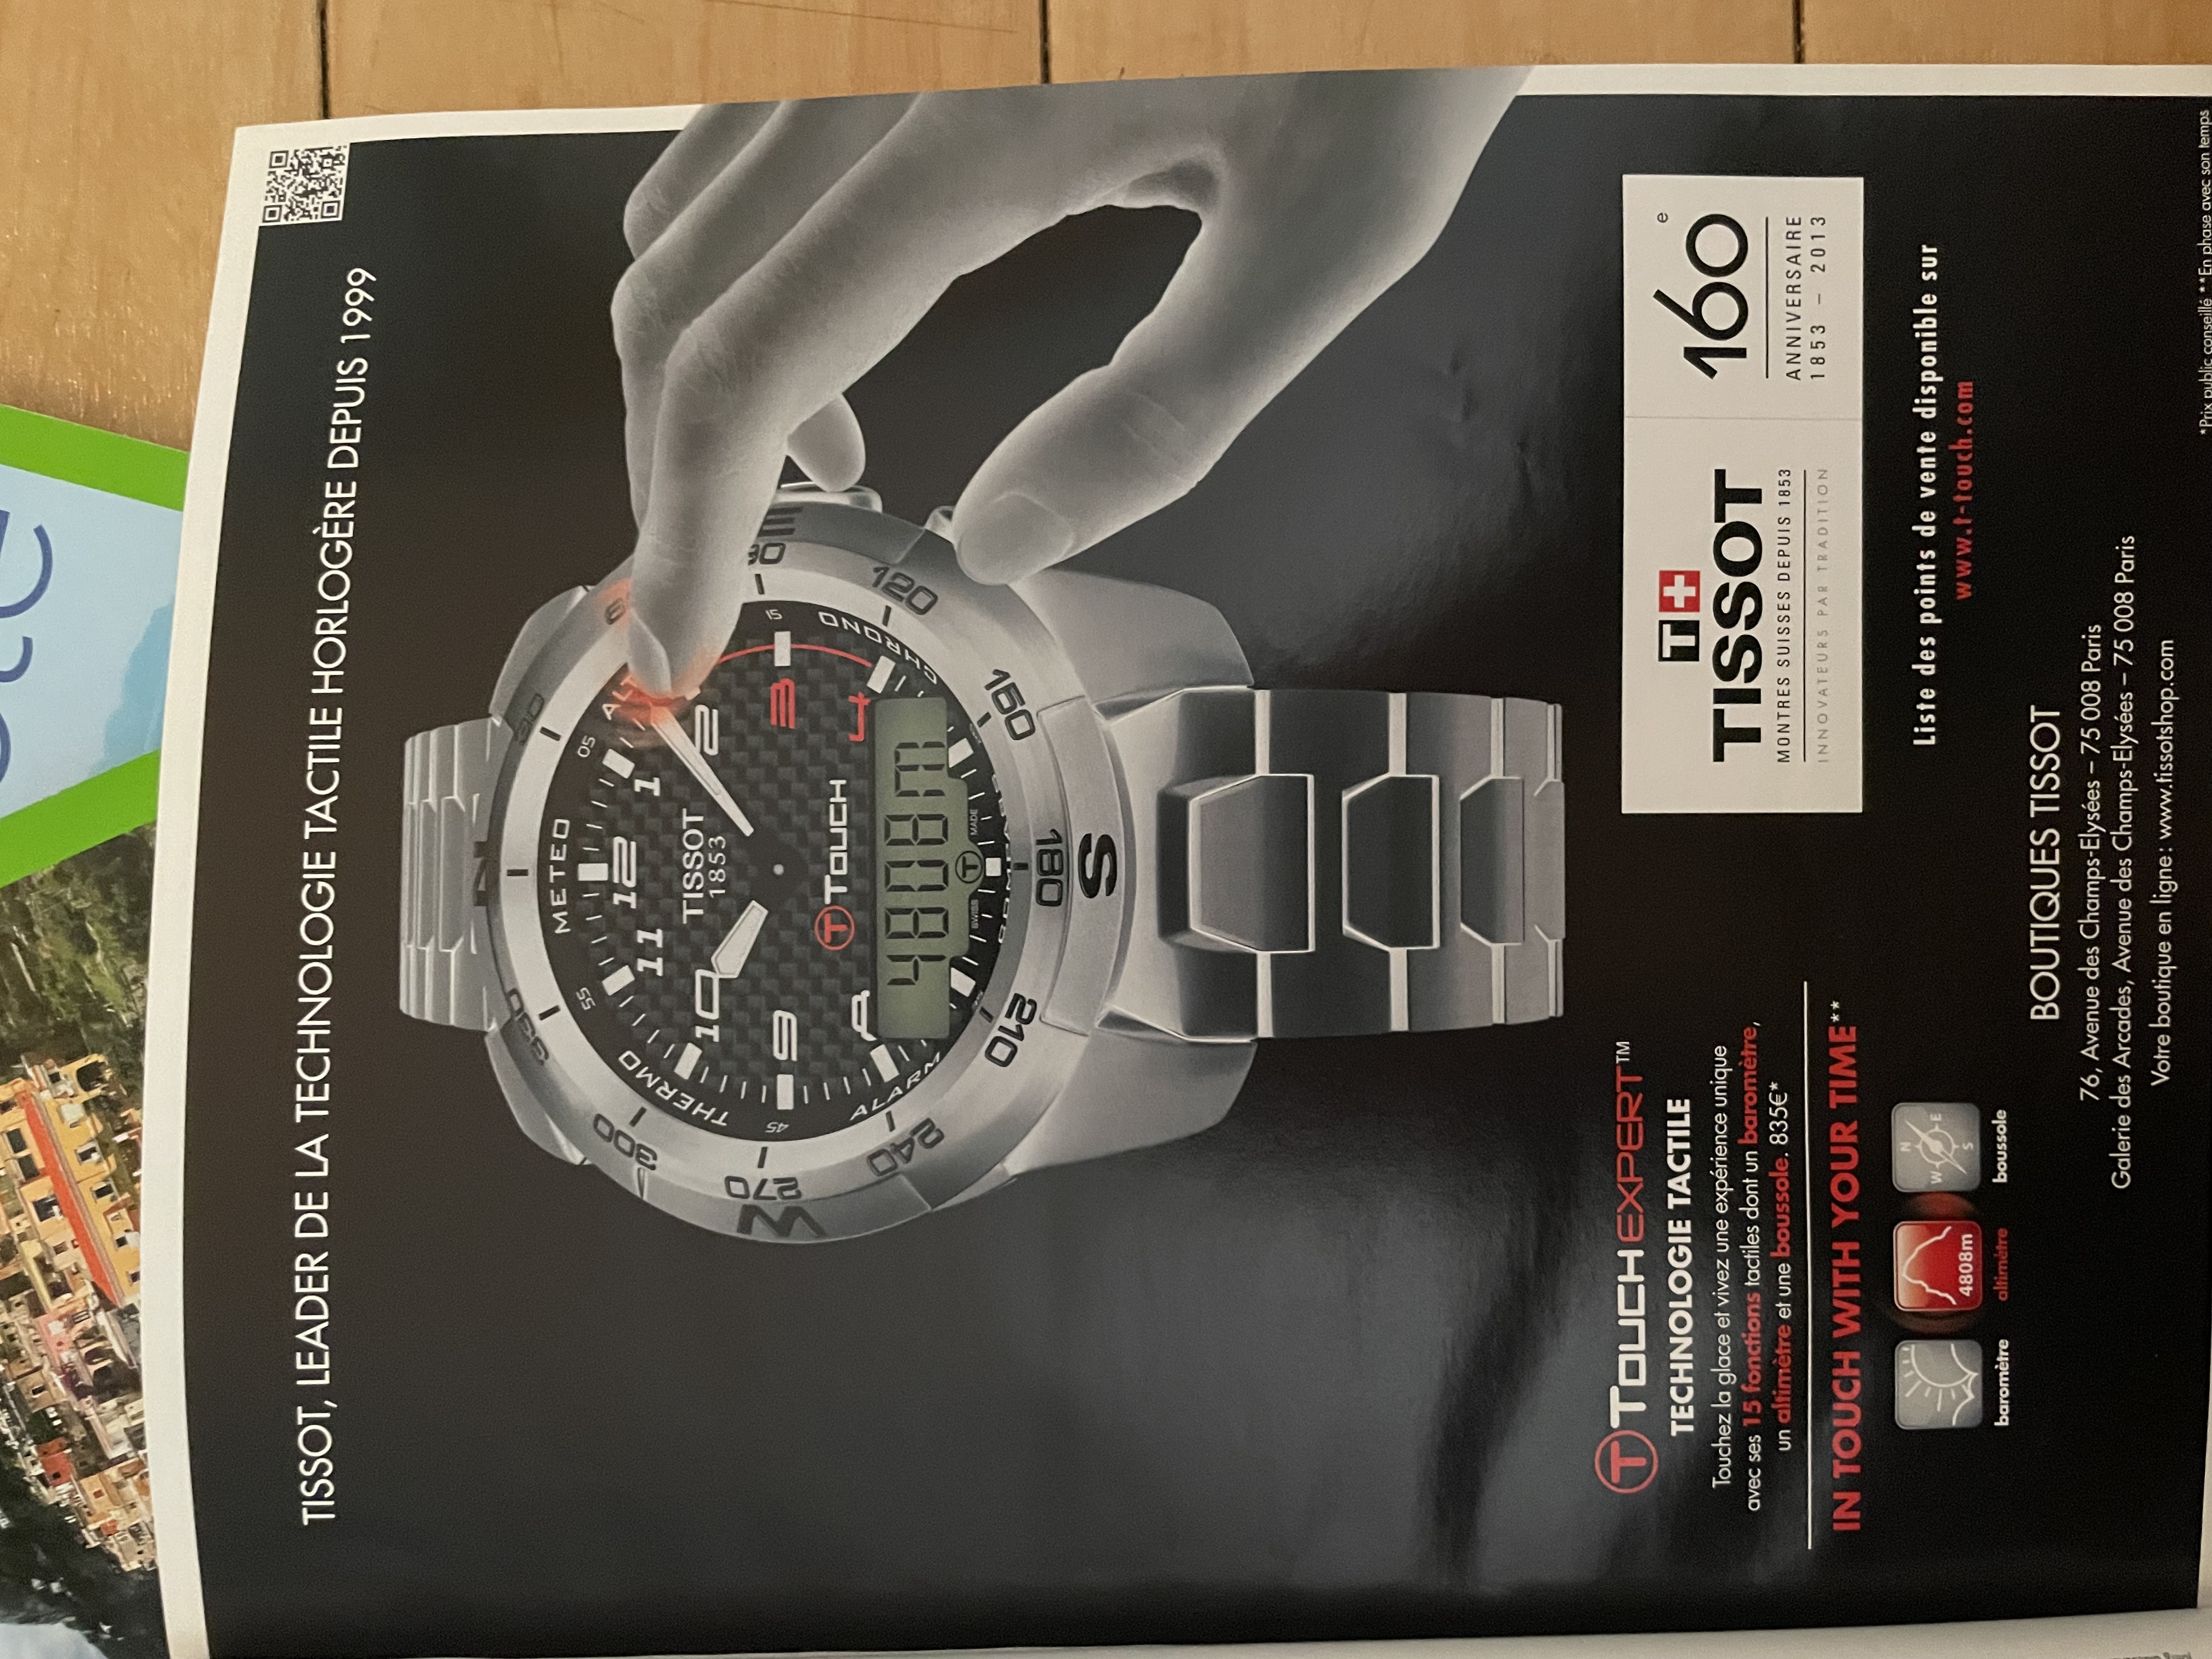 TISSOT, LEADER DE LA TECHNOLOGIE TACTILE HORLOGÈRE DEPUIS 1999
N
330
30
300
METEO
55
05
ALT
THERMO
12
11
1
10
2
TISSOT
1853
W
270
45
9
3
15
E
T TOUCH
8
4
ALARM
CHRONO
240
120
4808m
SWISS T MADE
COMPASS
210
150
180
S
T TOUCH EXPERT™
TECHNOLOGIE TACTILE
Touchez la glace et vivez une expérience unique
avec ses 15 fonctions tactiles dont un baromètre,
un altimètre et une boussole. 835€*
IN TOUCH WITH YOUR TIME**
4808m
N
W E
S
baromètre altimètre boussole
T+
TISSOT
MONTRES SUISSES DEPUIS 1853
INNOVATEURS PAR TRADITION
160e
ANNIVERSAIRE
1853 – 2013
Liste des points de vente disponible sur
www.t-touch.com
BOUTIQUES TISSOT
76, Avenue des Champs-Elysées – 75 008 Paris
Galerie des Arcades, Avenue des Champs-Elysées – 75 008 Paris
Votre boutique en ligne : www.tissotshop.com
*Prix public conseillé **En phase avec son temps